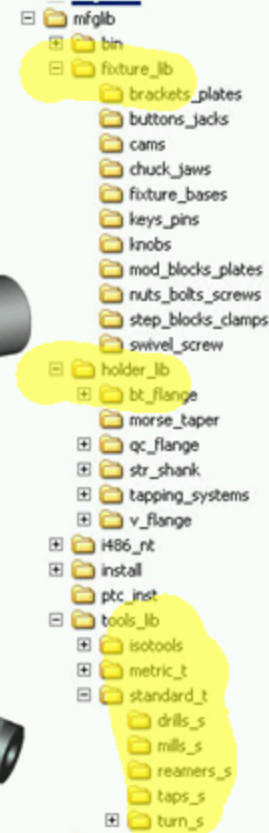 mfglib
bin
fixture_lib
brackets_plates
buttons_jacks
cams
chuck_jaws
fixture_bases
keys_pins
knobs
mod_blocks_plates
nuts_bolts_screws
step_blocks_clamps
swivel_screw
holder_lib
bt_flange
morse_taper
qc_flange
str_shank
tapping_systems
v_flange
i486_nt
install
ptc_inst
tools_lib
isotools
metric_t
standard_t
drills_s
mills_s
reamers_s
taps_s
turn_s